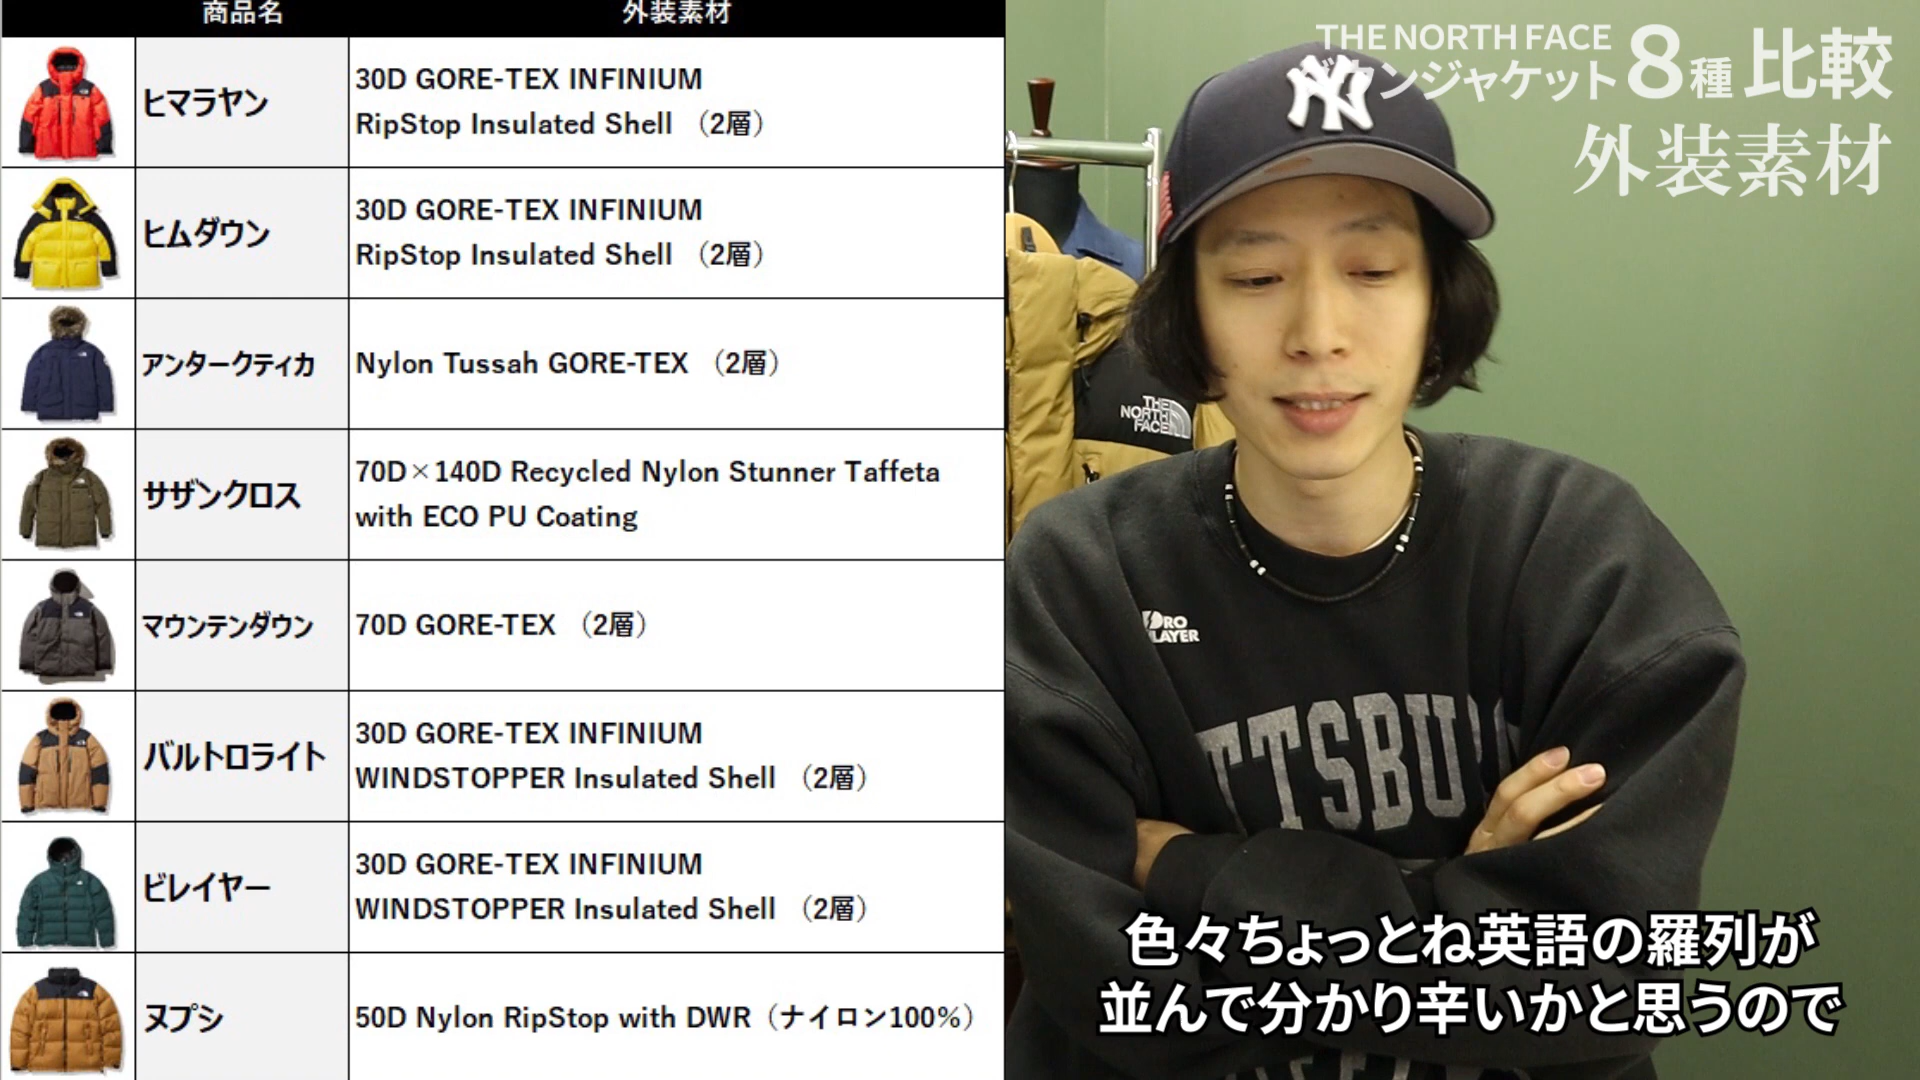 商品名
外装素材
ヒマラヤン
30D GORE-TEX INFINIUM
RipStop Insulated Shell （2層）
ヒムダウン
30D GORE-TEX INFINIUM
RipStop Insulated Shell （2層）
アンタークティカ
Nylon Tussah GORE-TEX （2層）
サザンクロス
70D×140D Recycled Nylon Stunner Taffeta
with ECO PU Coating
マウンテンダウン
70D GORE-TEX （2層）
バルトロライト
30D GORE-TEX INFINIUM
WINDSTOPPER Insulated Shell （2層）
ビレイヤー
30D GORE-TEX INFINIUM
WINDSTOPPER Insulated Shell （2層）
ヌプシ
50D Nylon RipStop with DWR（ナイロン100%）
THE NORTH FACE
ダウンジャケット 8種 比較
外装素材
NY
THE
NORTH
FACE
PRO
PLAYER
色々ちょっとね英語の羅列が
並んで分かり辛いかと思うので